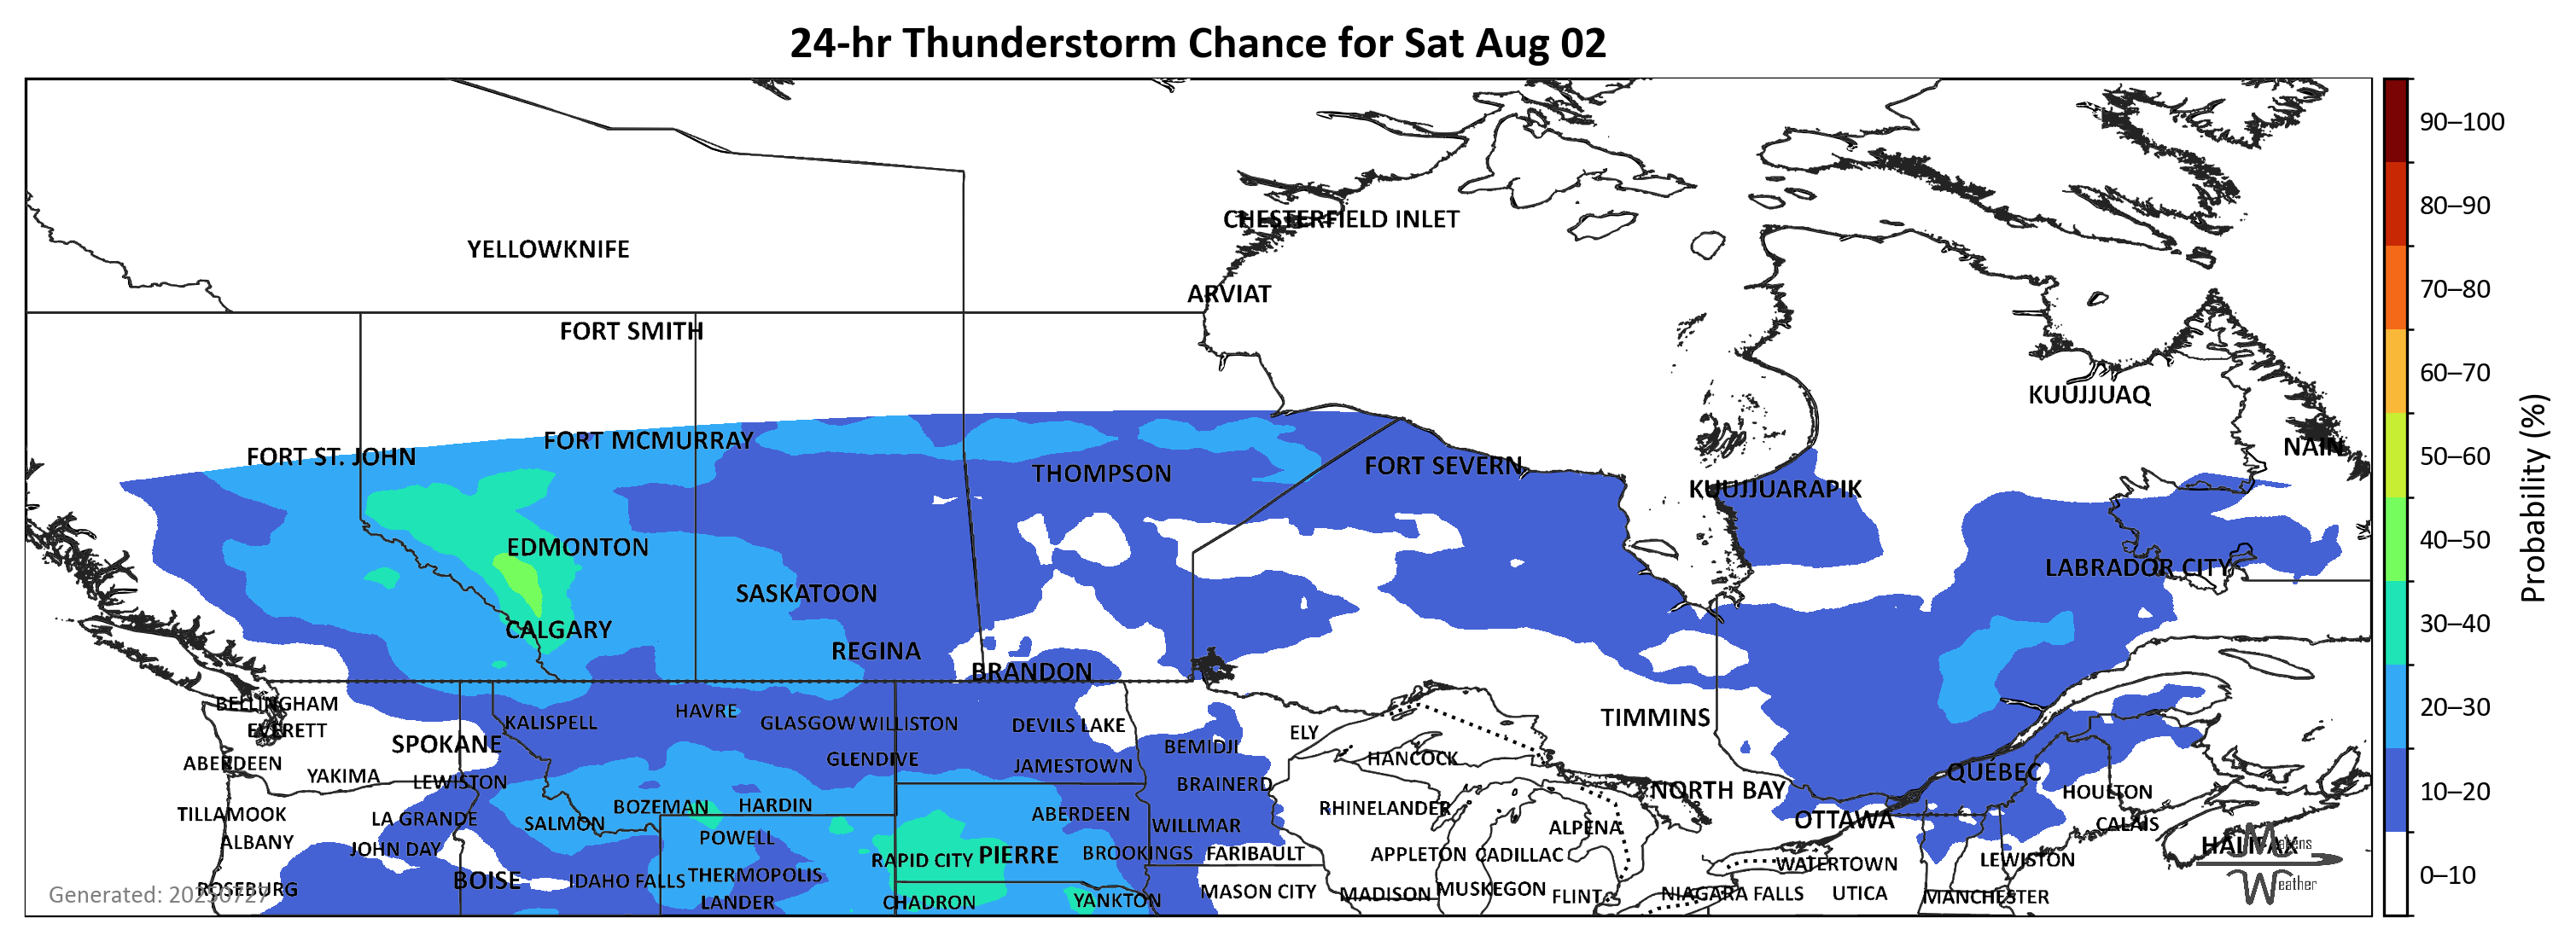 24-hr Thunderstorm Chance for Sat Aug 02
90–100
80–90
CHESTERFIELD INLET
YELLOWKNIFE
70–80
ARVIAT
FORT SMITH
60–70
KUUJJUAQ
FORT MCMURRAY
NAIN
50–60
FORT ST. JOHN
FORT SEVERN
THOMPSON
KUUJJUARAPIK
Probability (%)
40–50
EDMONTON
LABRADOR CITY
SASKATOON
30–40
CALGARY
REGINA
BRANDON
20–30
BELLINGHAM
HAVRE
TIMMINS
KALISPELL
GLASGOW
WILLISTON
DEVILS LAKE
EVERETT
ELY
SPOKANE
BEMIDJI
HANCOCK
ABERDEEN
GLENDIVE
JAMESTOWN
QUÉBEC
YAKIMA
LEWISTON
BRAINERD
NORTH BAY
HOULTON
10–20
BOZEMAN
HARDIN
RHINELANDER
TILLAMOOK
LA GRANDE
ABERDEEN
SALMON
WILLMAR
ALPENA
OTTAWA
CALAIS
ALBANY
POWELL
HALIFAX
Makens
JOHN DAY
RAPID CITY
PIERRE
BROOKINGS
FARIBAULT
APPLETON
CADILLAC
WATERTOWN
LEWISTON
0–10
BOISE
IDAHO FALLS
THERMOPOLIS
Weather
ROSEBURG
Generated: 20250727
MASON CITY
MADISON
MUSKEGON
FLINT
NIAGARA FALLS
UTICA
MANCHESTER
LANDER
CHADRON
YANKTON